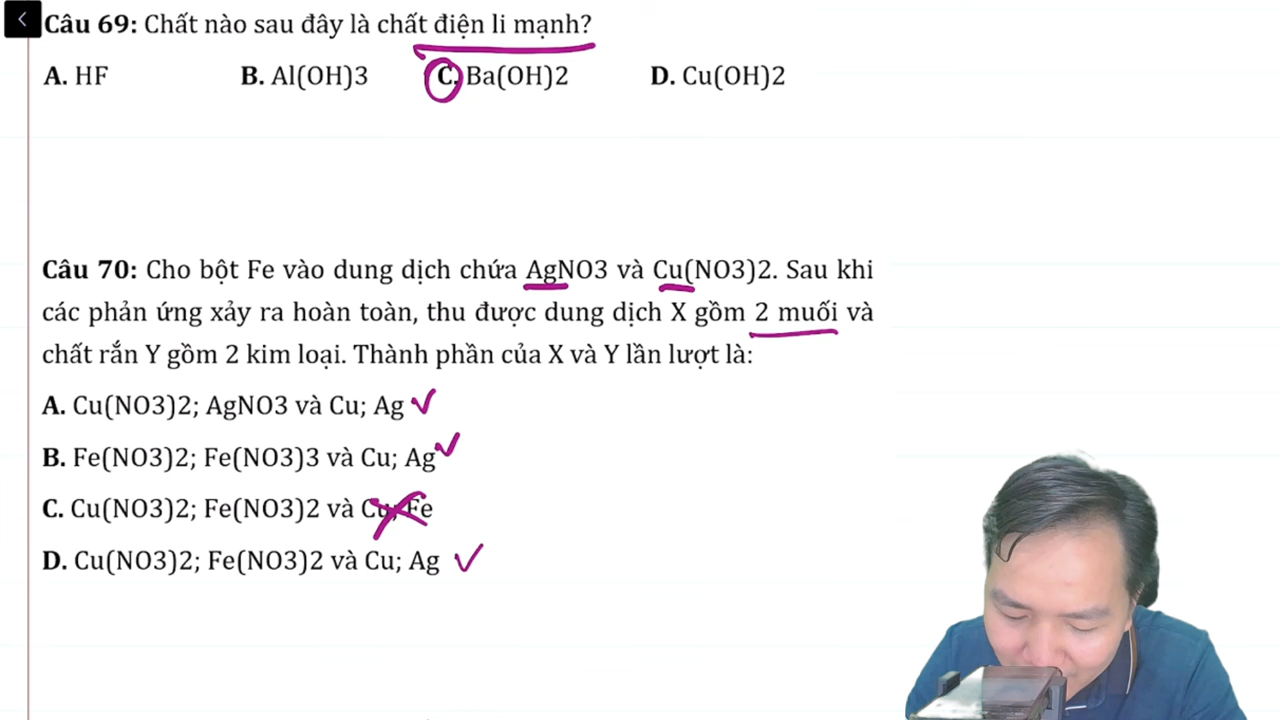 Câu 69: Chất nào sau đây là chất điện li mạnh?
A. HF B. Al(OH)3 C. Ba(OH)2 D. Cu(OH)2
Câu 70: Cho bột Fe vào dung dịch chứa AgNO3 và Cu(NO3)2. Sau khi
các phản ứng xảy ra hoàn toàn, thu được dung dịch X gồm 2 muối và
chất rắn Y gồm 2 kim loại. Thành phần của X và Y lần lượt là:
A. Cu(NO3)2; AgNO3 và Cu; Ag
B. Fe(NO3)2; Fe(NO3)3 và Cu; Ag
C. Cu(NO3)2; Fe(NO3)2 và Cu; Fe
D. Cu(NO3)2; Fe(NO3)2 và Cu; Ag